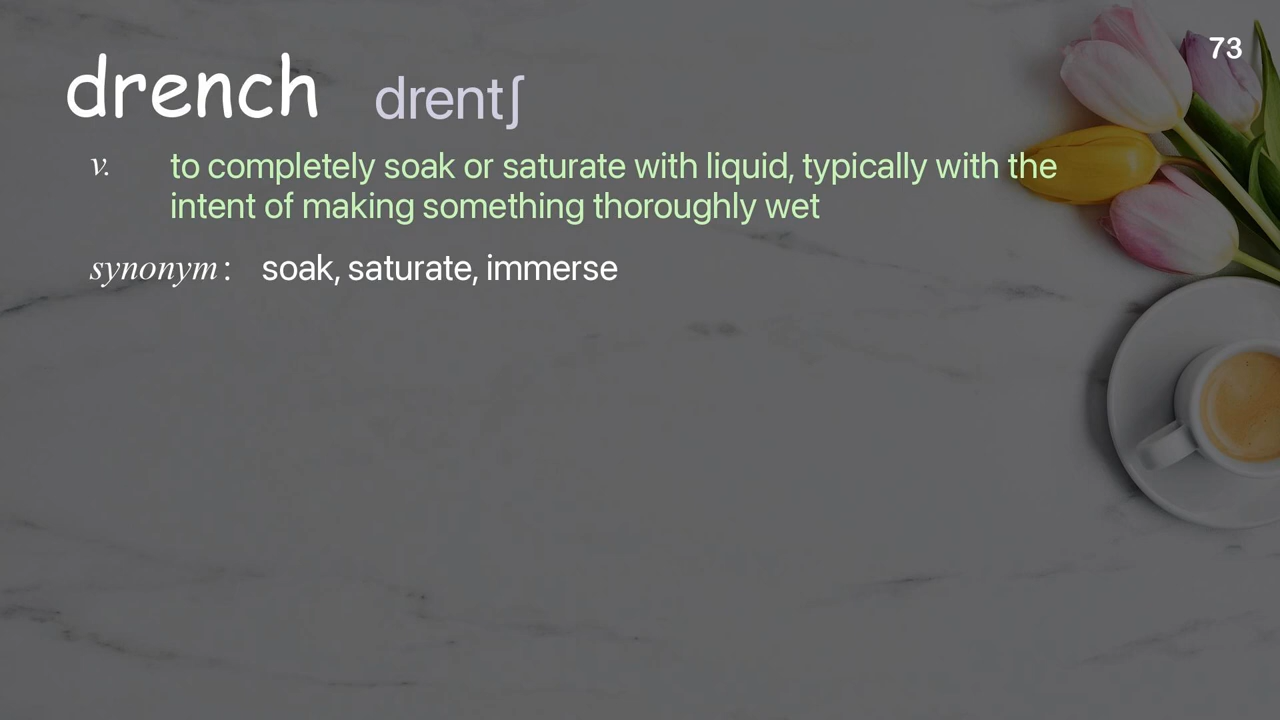 73
drench drentʃ
v. to completely soak or saturate with liquid, typically with the
intent of making something thoroughly wet
synonym : soak, saturate, immerse